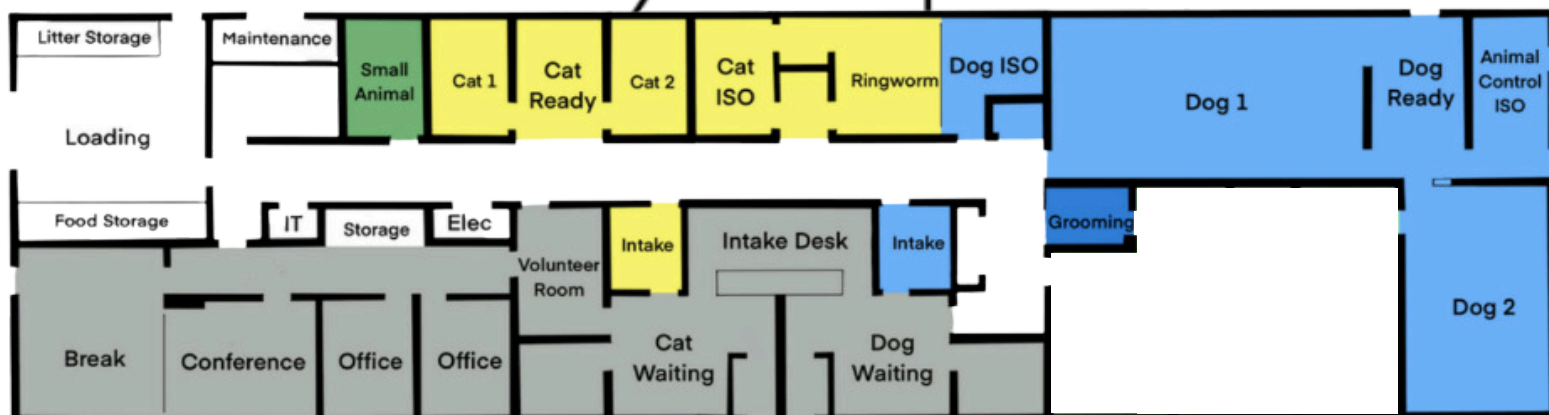 Litter Storage
Maintenance
Small
Animal
Cat 1
Cat
Ready
Cat 2
Cat
ISO
Ringworm
Dog ISO
Dog 1
Dog
Ready
Animal
Control
ISO
Loading
Food Storage
IT
Storage
Elec
Volunteer
Room
Intake
Intake Desk
Intake
Grooming
Break
Conference
Office
Office
Cat
Waiting
Dog
Waiting
Dog 2